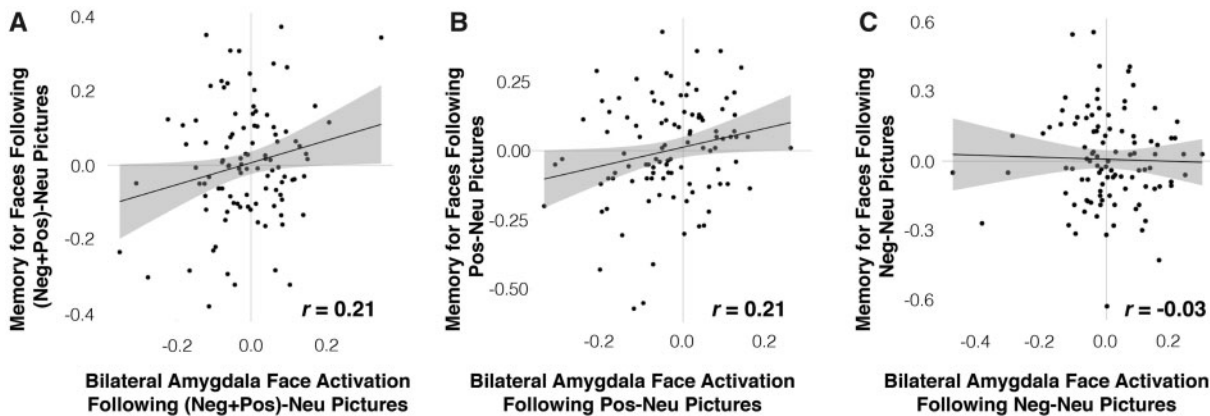 A
Memory for Faces Following
(Neg+Pos)-Neu Pictures
0.4
0.2
0.0
-0.2
-0.4
r = 0.21
-0.2 0.0 0.2
Bilateral Amygdala Face Activation
Following (Neg+Pos)-Neu Pictures
B
Memory for Faces Following
Pos-Neu Pictures
0.25
0.00
-0.25
-0.50
r = 0.21
-0.2 0.0 0.2
Bilateral Amygdala Face Activation
Following Pos-Neu Pictures
C
Memory for Faces Following
Neg-Neu Pictures
0.6
0.3
0.0
-0.3
-0.6
r = -0.03
-0.4 -0.2 0.0 0.2
Bilateral Amygdala Face Activation
Following Neg-Neu Pictures